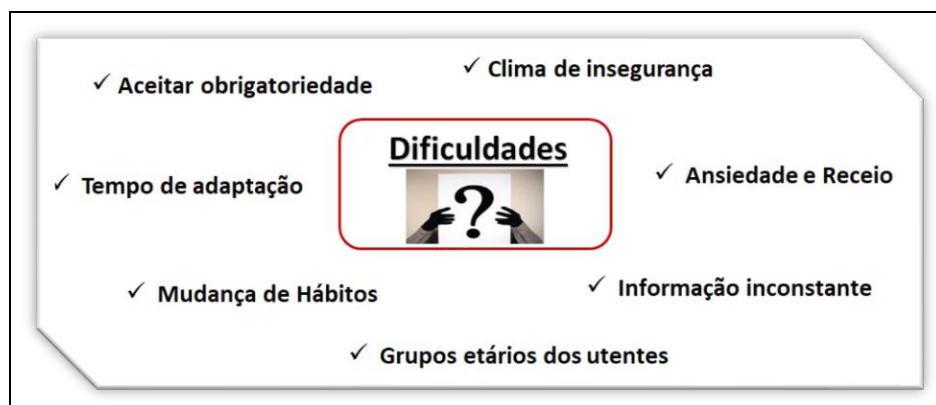 ✓ Clima de insegurança
✓ Aceitar obrigatoriedade
Dificuldades
?
✓ Ansiedade e Receio
✓ Tempo de adaptação
✓ Informação inconstante
✓ Mudança de Hábitos
✓ Grupos etários dos utentes